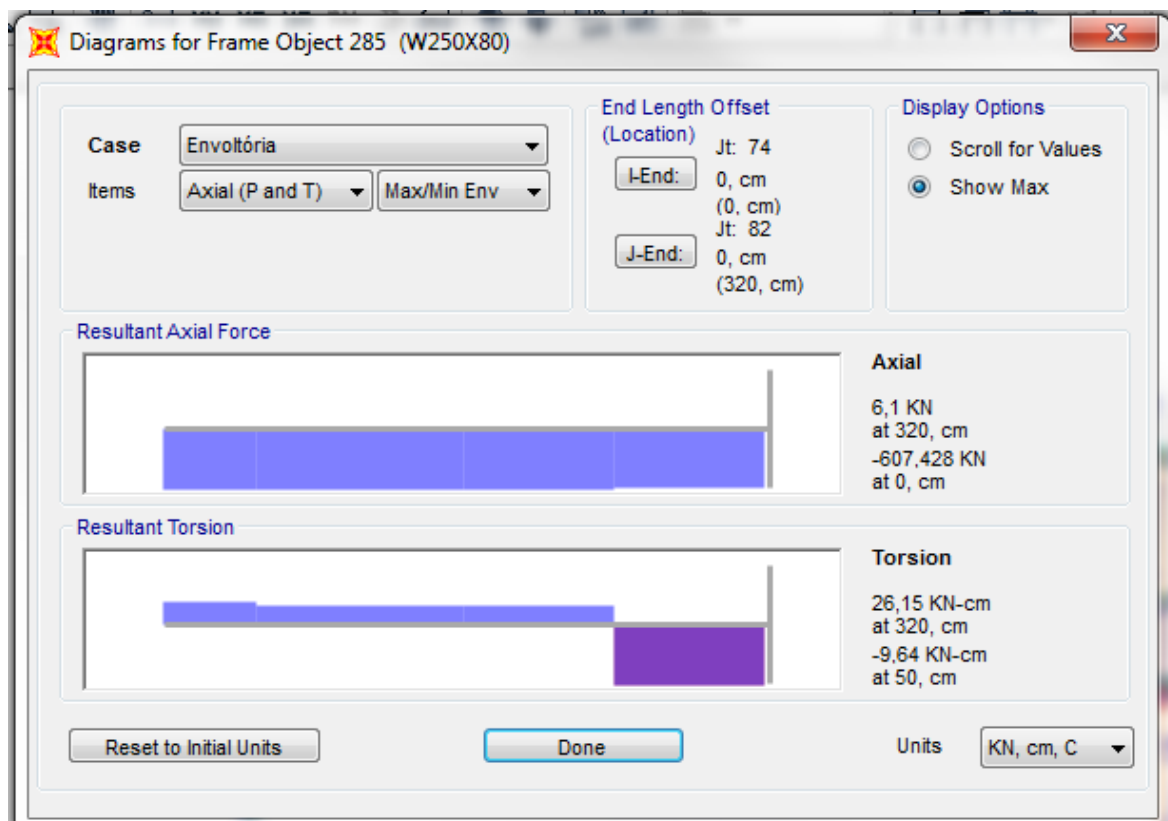 Diagrams for Frame Object 285 (W250X80)
Case
Envoltória
Items
Axial (P and T)
Max/Min Env
End Length Offset
(Location)
Jt: 74
I-End:
0, cm
(0, cm)
Jt: 82
J-End:
0, cm
(320, cm)
Display Options
Scroll for Values
Show Max
Resultant Axial Force
Axial
6,1 KN
at 320, cm
-607,428 KN
at 0, cm
Resultant Torsion
Torsion
26,15 KN-cm
at 320, cm
-9,64 KN-cm
at 50, cm
Reset to Initial Units
Done
Units
KN, cm, C